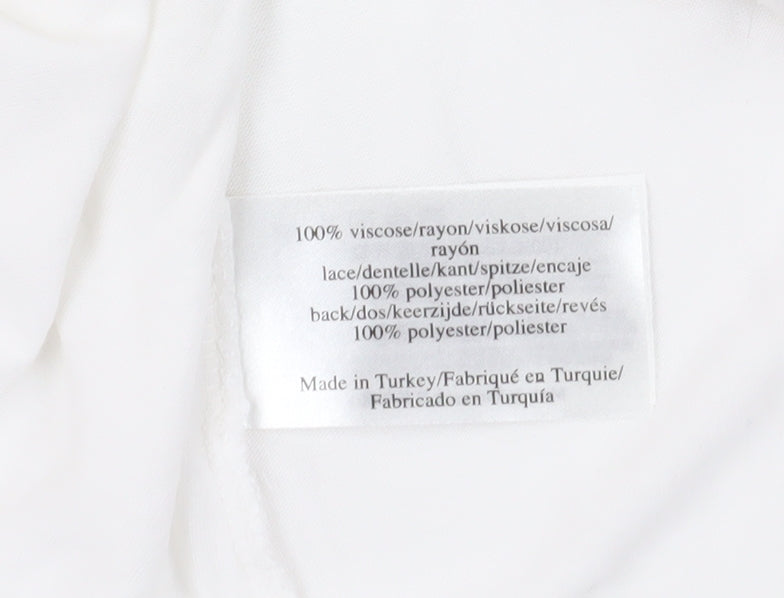 100% viscose/rayon/viskose/viscosa/
rayón
lace/dentelle/kant/spitze/encaje
100% polyester/poliester
back/dos/keerzijde/rückseite/revés
100% polyester/poliester
Made in Turkey/Fabriqué en Turquie/
Fabricado en Turquía